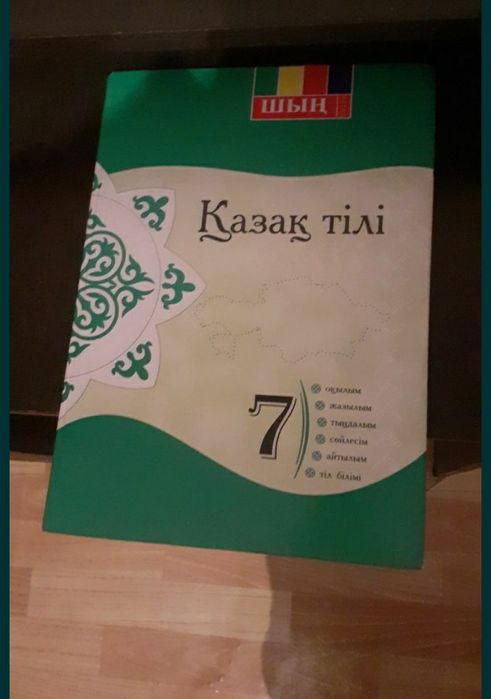 ШЫҢ
Қазақ тілі
7
оқылым
жазылым
тыңдалым
сөйлесім
айтылым
тіл білімі